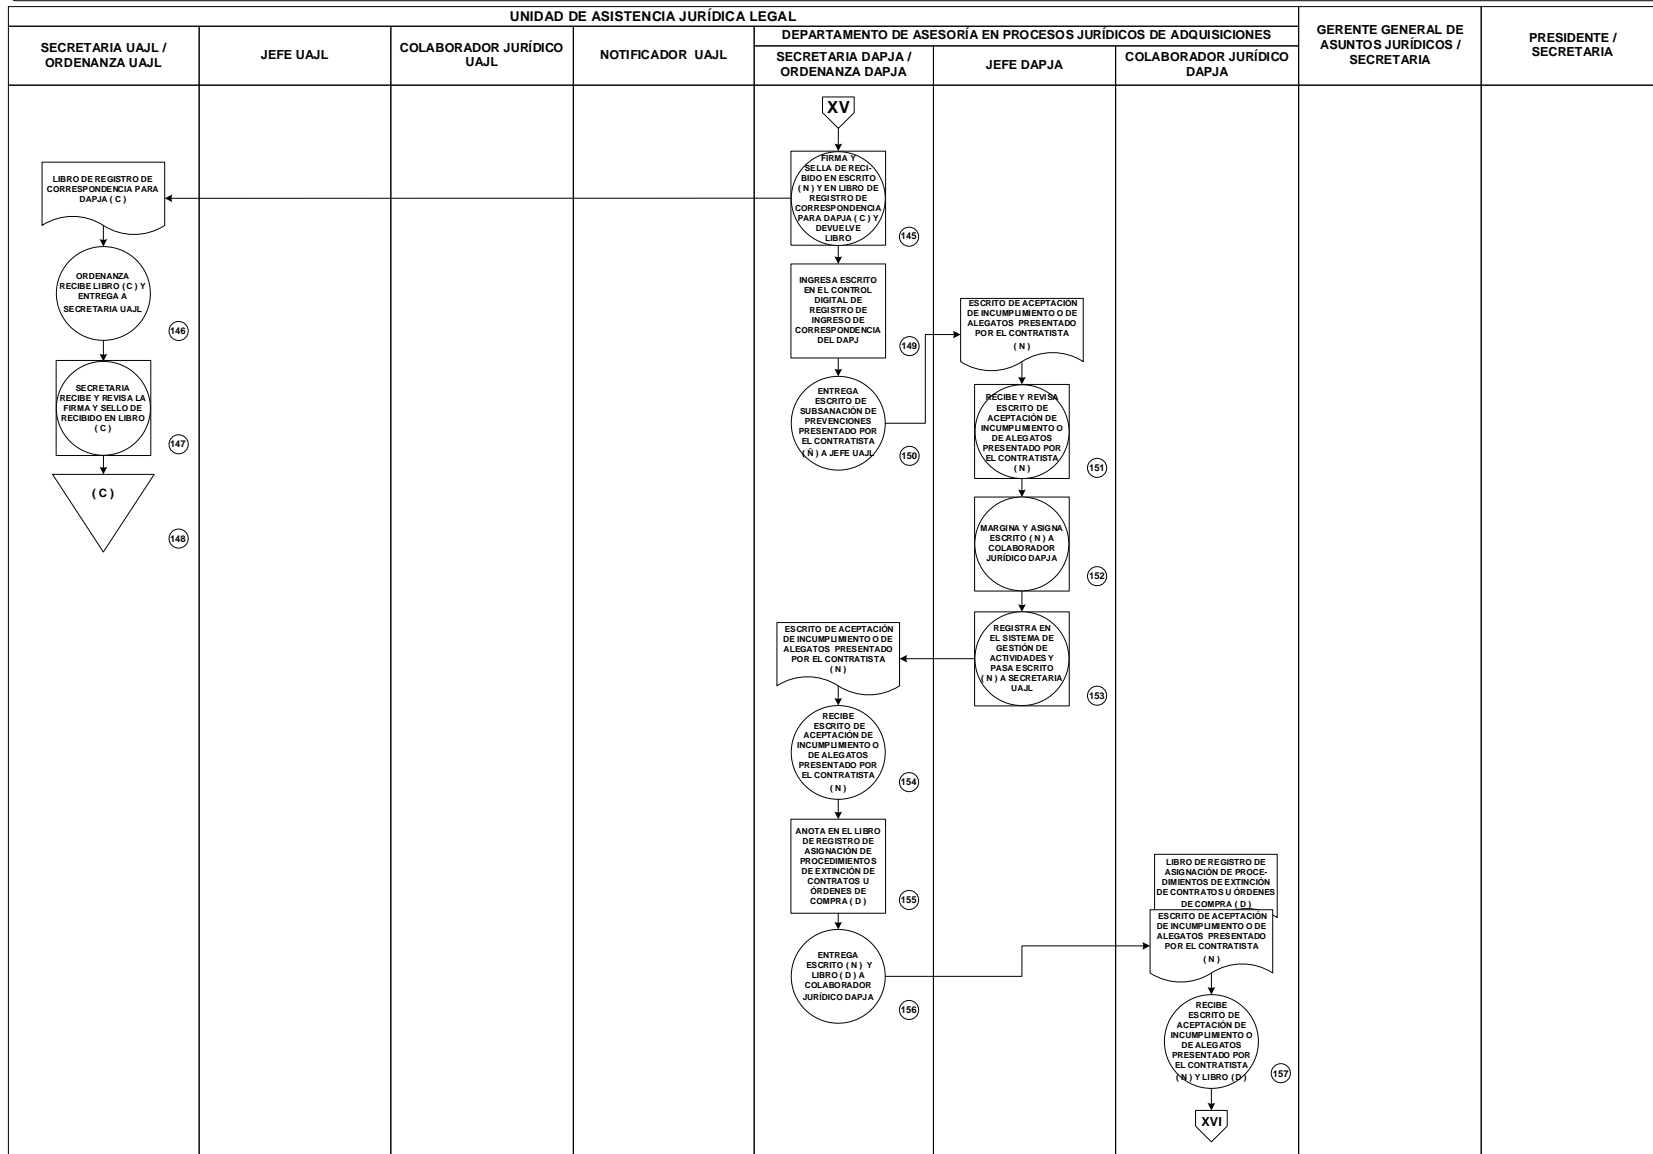 UNIDAD DE ASISTENCIA JURÍDICA LEGAL
SECRETARIA UAJL /
ORDENANZA UAJL
JEFE UAJL
COLABORADOR JURÍDICO
UAJL
NOTIFICADOR UAJL
DEPARTAMENTO DE ASESORÍA EN PROCESOS JURÍDICOS DE ADQUISICIONES
SECRETARIA DAPJA /
ORDENANZA DAPJA
JEFE DAPJA
COLABORADOR JURÍDICO
DAPJA
GERENTE GENERAL DE
ASUNTOS JURÍDICOS /
SECRETARIA
PRESIDENTE /
SECRETARIA
XV
FIRMA Y
SELLA DE RECI-
BIDO EN ESCRITO
( N ) Y EN LIBRO DE
REGISTRO DE
CORRESPONDENCIA
PARA DAPJA ( C ) Y
DEVUELVE
LIBRO
145
LIBRO DE REGISTRO DE
CORRESPONDENCIA PARA
DAPJA ( C )
ORDENANZA
RECIBE LIBRO ( C ) Y
ENTREGA A
SECRETARIA UAJL
146
SECRETARIA
RECIBE Y REVISA LA
FIRMA Y SELLO DE
RECIBIDO EN LIBRO
( C )
147
( C )
148
INGRESA ESCRITO
EN EL CONTROL
DIGITAL DE
REGISTRO DE
INGRESO DE
CORRESPONDENCIA
DEL DAPJ
149
ENTREGA
ESCRITO DE
SUBSANACIÓN DE
PREVENCIONES
PRESENTADO POR
EL CONTRATISTA
( Ñ ) A JEFE UAJL
150
ESCRITO DE ACEPTACIÓN
DE INCUMPLIMIENTO O DE
ALEGATOS PRESENTADO
POR EL CONTRATISTA
( N )
RECIBE Y REVISA
ESCRITO DE
ACEPTACIÓN DE
INCUMPLIMIENTO O
DE ALEGATOS
PRESENTADO POR
EL CONTRATISTA
( N )
151
MARGINA Y ASIGNA
ESCRITO ( N ) A
COLABORADOR
JURÍDICO DAPJA
152
REGISTRA EN
EL SISTEMA DE
GESTIÓN DE
ACTIVIDADES Y
PASA ESCRITO
( N ) A SECRETARIA
UAJL
153
ESCRITO DE ACEPTACIÓN
DE INCUMPLIMIENTO O DE
ALEGATOS PRESENTADO
POR EL CONTRATISTA
( N )
RECIBE
ESCRITO DE
ACEPTACIÓN DE
INCUMPLIMIENTO O
DE ALEGATOS
PRESENTADO POR
EL CONTRATISTA
( N )
154
ANOTA EN EL LIBRO
DE REGISTRO DE
ASIGNACIÓN DE
PROCEDIMIENTOS
DE EXTINCIÓN DE
CONTRATOS U
ÓRDENES DE
COMPRA ( D )
155
ENTREGA
ESCRITO ( N ) Y
LIBRO ( D ) A
COLABORADOR
JURÍDICO DAPJA
156
LIBRO DE REGISTRO DE
ASIGNACIÓN DE PROCE-
DIMIENTOS DE EXTINCIÓN
DE CONTRATOS U ÓRDENES
DE COMPRA ( D )
ESCRITO DE ACEPTACIÓN
DE INCUMPLIMIENTO O DE
ALEGATOS PRESENTADO
POR EL CONTRATISTA
( N )
RECIBE
ESCRITO DE
ACEPTACIÓN DE
INCUMPLIMIENTO O
DE ALEGATOS
PRESENTADO POR
EL CONTRATISTA
( N ) Y LIBRO ( D )
157
XVI